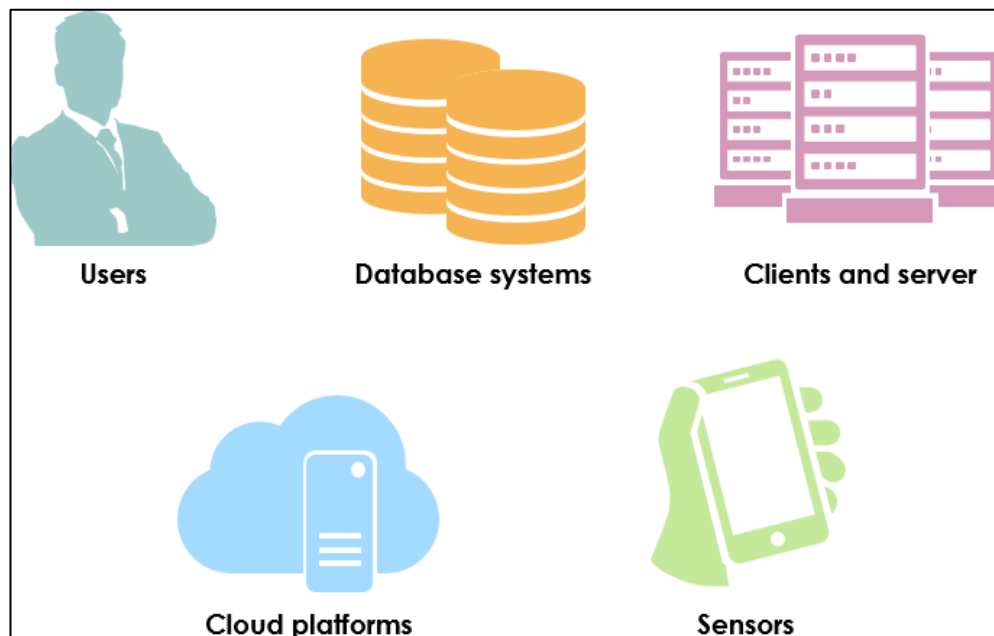 Users
Database systems
Clients and server
Cloud platforms
Sensors